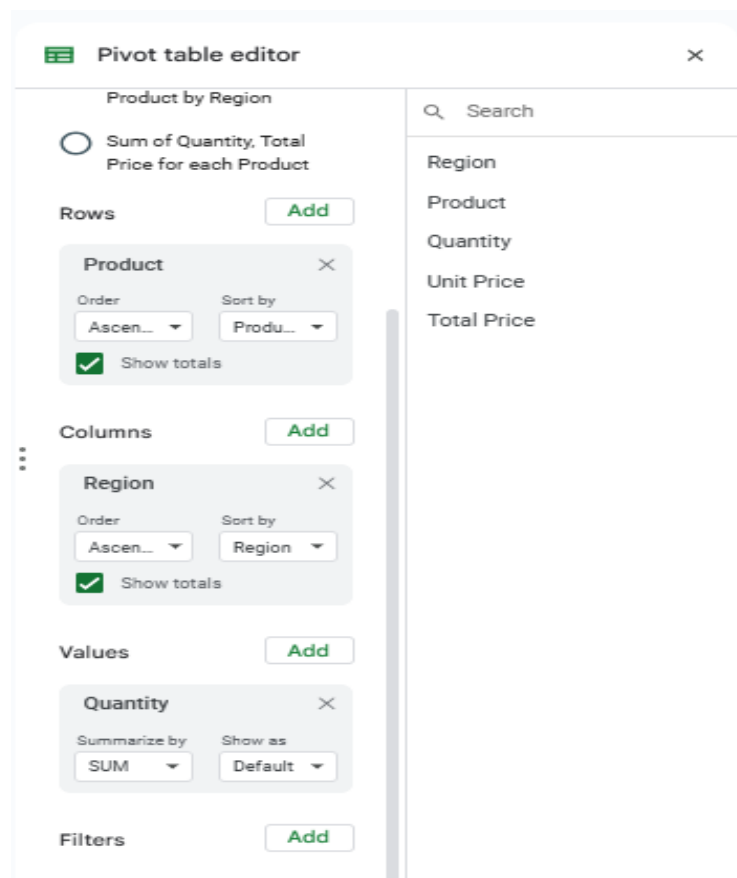 Pivot table editor
Product by Region
Sum of Quantity, Total
Price for each Product
Rows
Add
Product
Order
Sort by
Ascen...
Produ...
Show totals
Columns
Add
Region
Order
Sort by
Ascen...
Region
Show totals
Values
Add
Quantity
Summarize by
Show as
SUM
Default
Filters
Add
Search
Region
Product
Quantity
Unit Price
Total Price